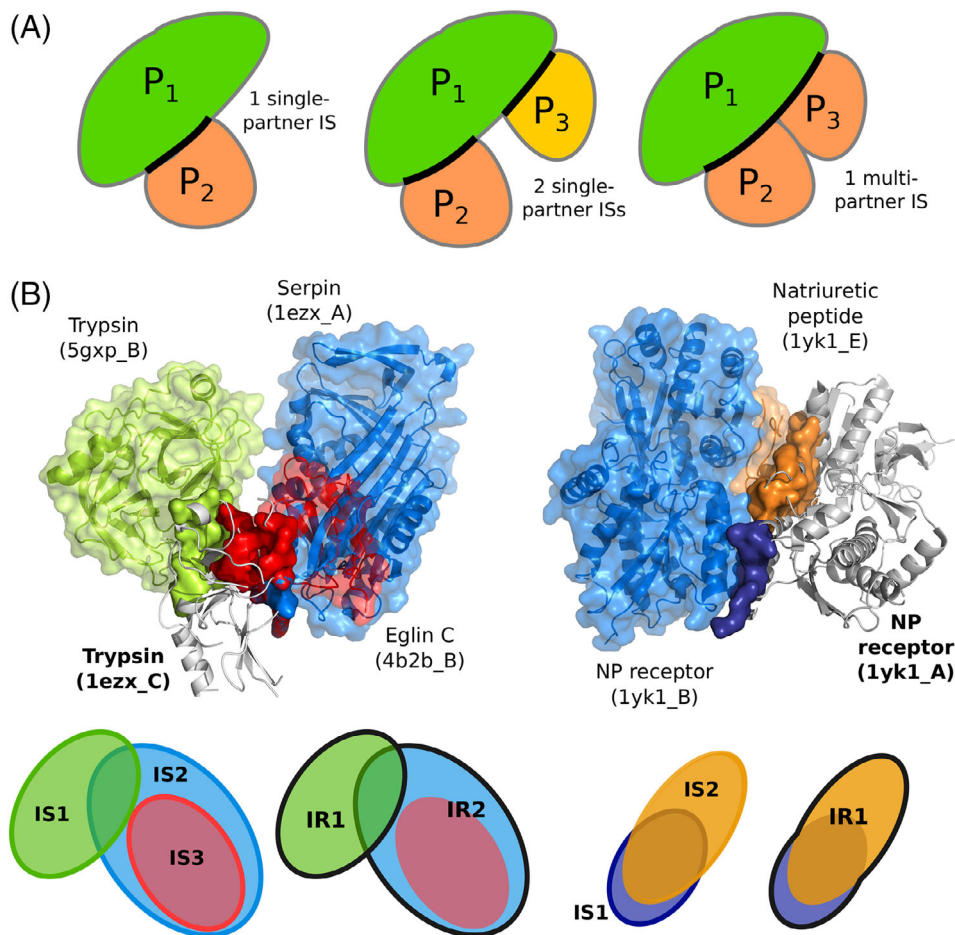 (A)
P1
1 single-
partner IS
P2
P1
P3
P2
2 single-
partner ISs
P1
P3
P2
1 multi-
partner IS
(B)
Trypsin
(5gxp_B)
Serpin
(1ezx_A)
Trypsin
(1ezx_C)
Eglin C
(4b2b_B)
Natriuretic
peptide
(1yk1_E)
NP receptor
(1yk1_B)
NP
receptor
(1yk1_A)
IS1
IS2
IS3
IR1
IR2
IS2
IS1
IR1